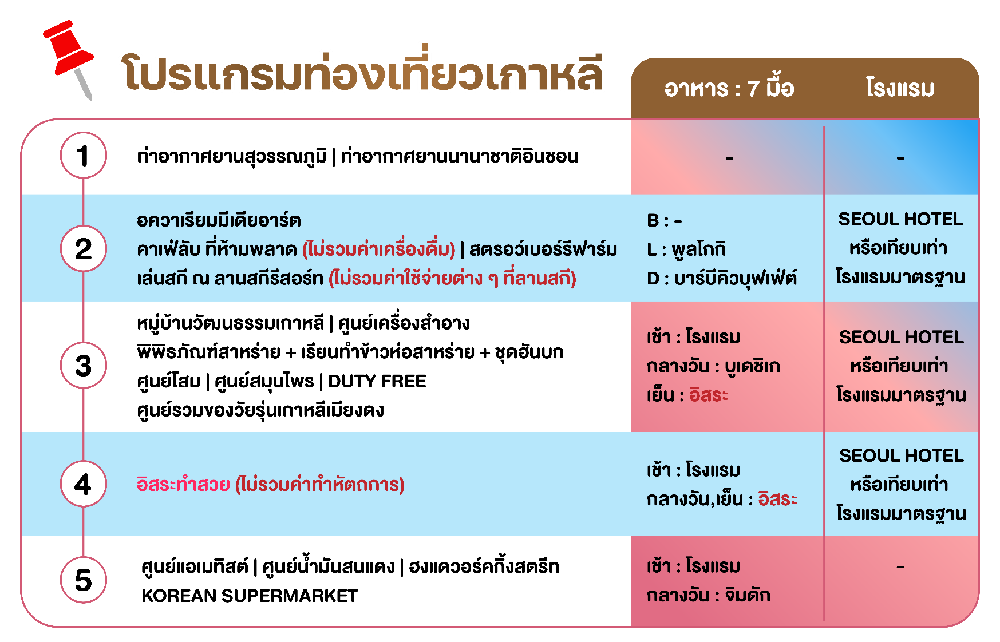 โปรแกรมท่องเที่ยวเกาหลี
อาหาร : 7 มื้อ
โรงแรม
1
ท่าอากาศยานสุวรรณภูมิ | ท่าอากาศยานนานาชาติอินชอน
-
-
2
อควาเรียมมีเดียอาร์ต
คาเฟ่ลับ ที่ห้ามพลาด (ไม่รวมค่าเครื่องดื่ม) | สตรอว์เบอร์รีฟาร์ม
เล่นสกี ณ ลานสกีรีสอร์ท (ไม่รวมค่าใช้จ่ายต่าง ๆ ที่ลานสกี)
B : -
L : พูลโกกิ
D : บาร์บีคิวบุฟเฟ่ต์
SEOUL HOTEL
หรือเทียบเท่า
โรงแรมมาตรฐาน
3
หมู่บ้านวัฒนธรรมเกาหลี | ศูนย์เครื่องสำอาง
พิพิธภัณฑ์สาหร่าย + เรียนทำข้าวห่อสาหร่าย + ชุดฮันบก
ศูนย์โสม | ศูนย์สมุนไพร | DUTY FREE
ศูนย์รวมของวัยรุ่นเกาหลีเมียงดง
เช้า : โรงแรม
กลางวัน : บูเดชิเก
เย็น : อิสระ
SEOUL HOTEL
หรือเทียบเท่า
โรงแรมมาตรฐาน
4
อิสระทำสวย (ไม่รวมค่าทำหัตถการ)
เช้า : โรงแรม
กลางวัน,เย็น : อิสระ
SEOUL HOTEL
หรือเทียบเท่า
โรงแรมมาตรฐาน
5
ศูนย์แอเมทิสต์ | ศูนย์น้ำมันสนแดง | ฮงแดวอร์คกิ้งสตรีท
KOREAN SUPERMARKET
เช้า : โรงแรม
กลางวัน : จิมดัก
-